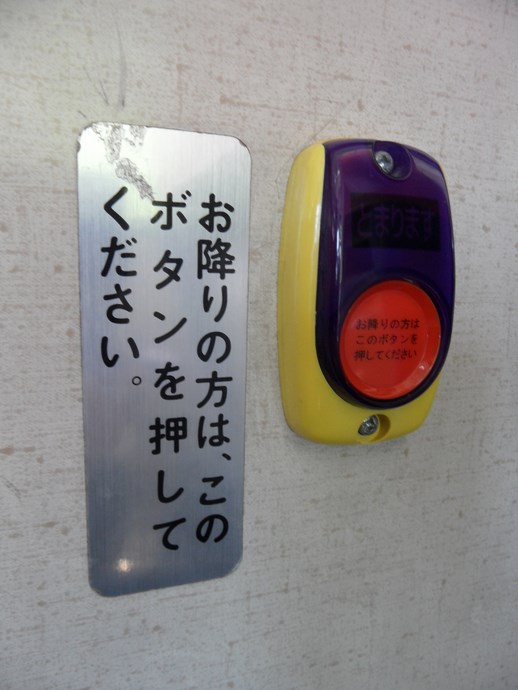 お降りの方は、この
ボタンを押して
ください。
とまります
お降りの方は
このボタンを
押してください